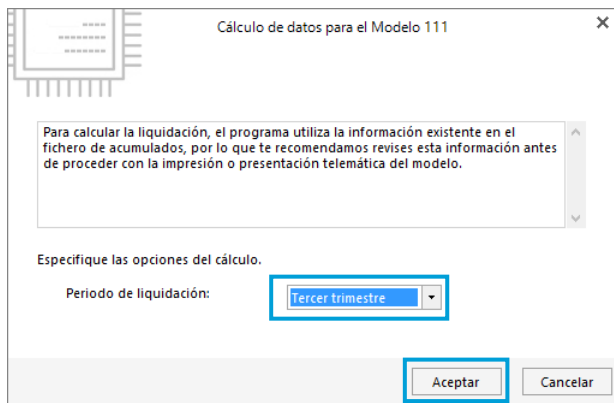 Cálculo de datos para el Modelo 111
Para calcular la liquidación, el programa utiliza la información existente en el
fichero de acumulados, por lo que te recomendamos revises esta información antes
de proceder con la impresión o presentación telemática del modelo.
Especifique las opciones del cálculo.
Periodo de liquidación:
Tercer trimestre
Aceptar
Cancelar